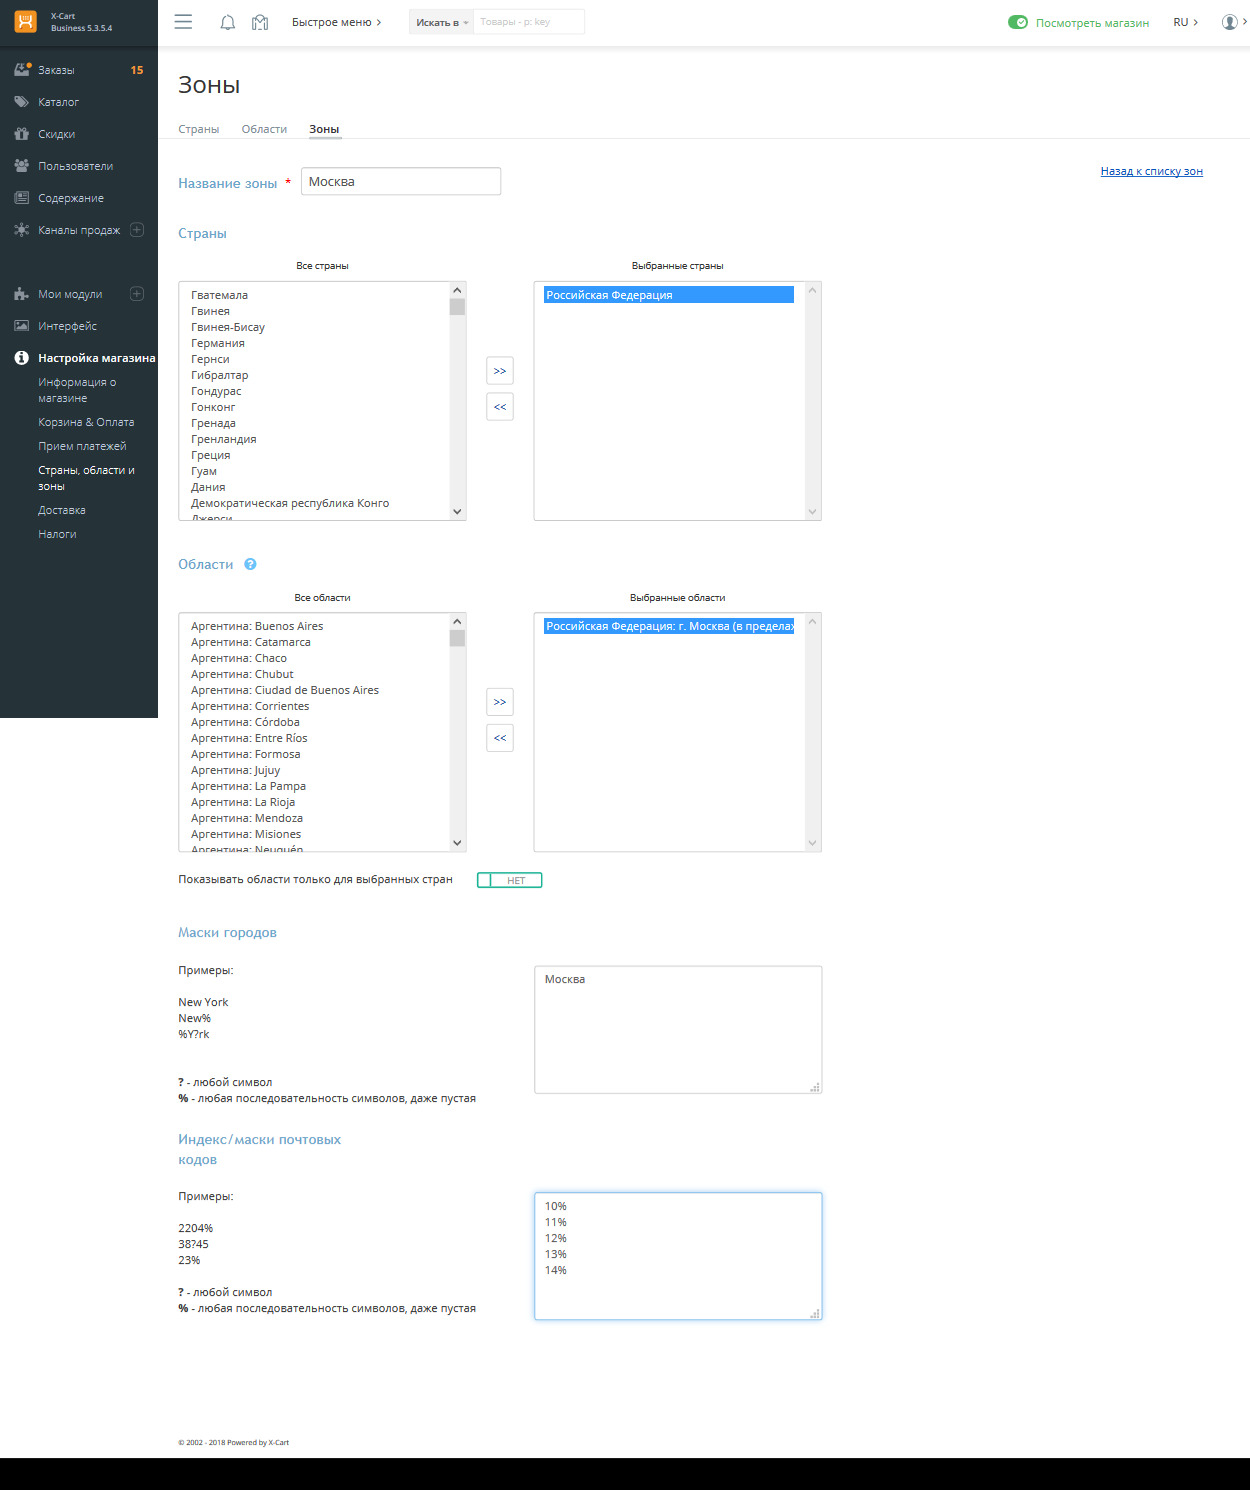 X-Cart
Business 5.3.5.4
Быстрое меню
Искать в
Товары - p: key
Посмотреть магазин
RU
Заказы 15
Каталог
Скидки
Пользователи
Содержание
Каналы продаж
Мои модули
Интерфейс
Настройка магазина
Информация о
магазине
Корзина & Оплата
Прием платежей
Страны, области и
зоны
Доставка
Налоги
Зоны
Страны Области Зоны
Название зоны * Москва
Назад к списку зон
Страны
Все страны
Гватемала
Гвинея
Гвинея-Бисау
Германия
Гернси
Гибралтар
Гондурас
Гонконг
Гренада
Гренландия
Греция
Гуам
Дания
Демократическая республика Конго
Джерси
>>
<<
Выбранные страны
Российская Федерация
Области ?
Все области
Аргентина: Buenos Aires
Аргентина: Catamarca
Аргентина: Chaco
Аргентина: Chubut
Аргентина: Ciudad de Buenos Aires
Аргентина: Corrientes
Аргентина: Córdoba
Аргентина: Entre Ríos
Аргентина: Formosa
Аргентина: Jujuy
Аргентина: La Pampa
Аргентина: La Rioja
Аргентина: Mendoza
Аргентина: Misiones
Аргентина: Neuquén
>>
<<
Выбранные области
Российская Федерация: г. Москва (в пределах
Показывать области только для выбранных стран НЕТ
Маски городов
Примеры:
New York
New%
%Y?rk
? - любой символ
% - любая последовательность символов, даже пустая
Москва
Индекс/маски почтовых
кодов
Примеры:
2204%
38?45
23%
? - любой символ
% - любая последовательность символов, даже пустая
10%
11%
12%
13%
14%
© 2002 - 2018 Powered by X-Cart